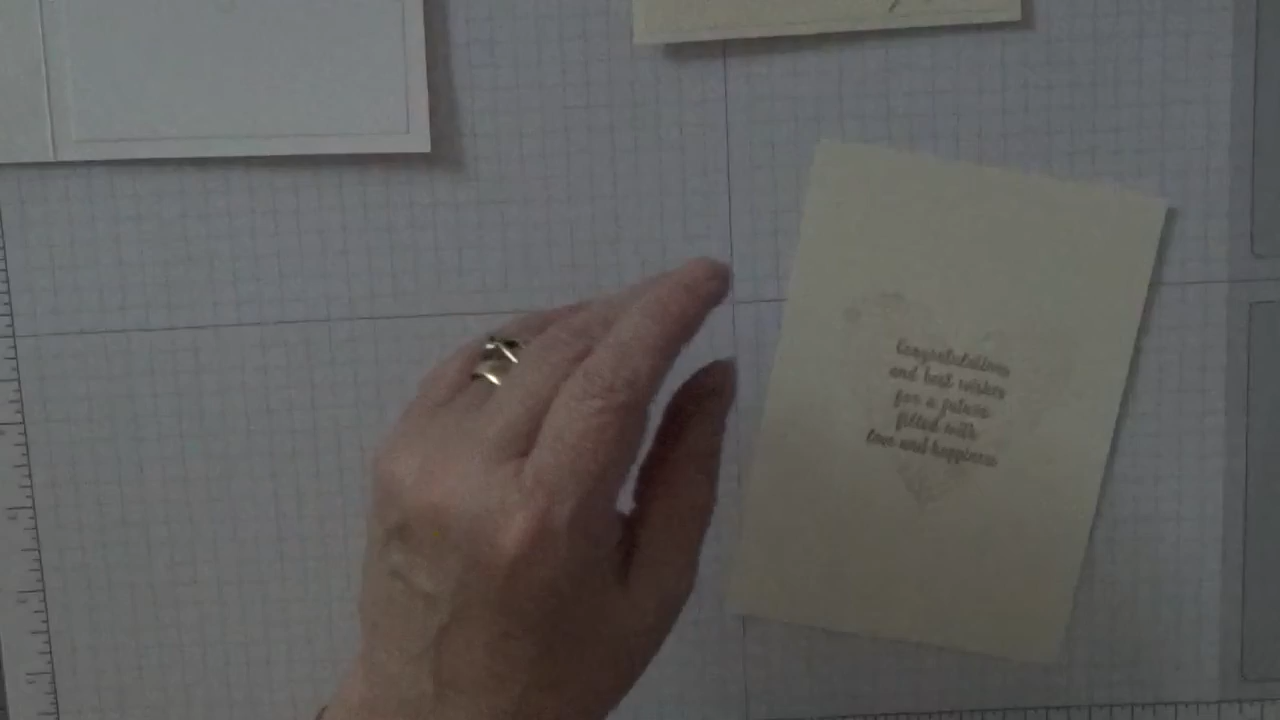 Congratulations
and best wishes
for a future
filled with
love and happiness